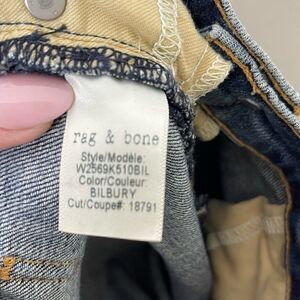 rag & bone
Style/Modèle:
W2569K510BIL
Color/Couleur
BILBURY
Cut/Coupe#: 18791